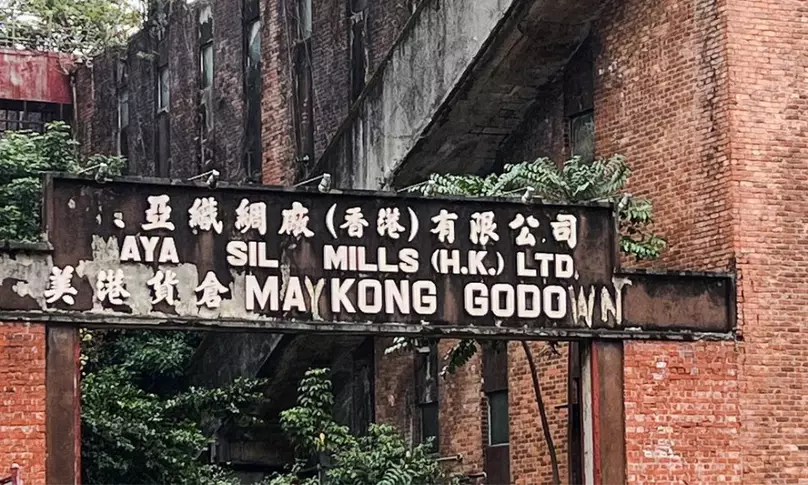 亞織綢廠(香港)有限公司
MAYA SIL MILLS (H.K.) LTD.
美港貨倉 MAYKONG GODOWN